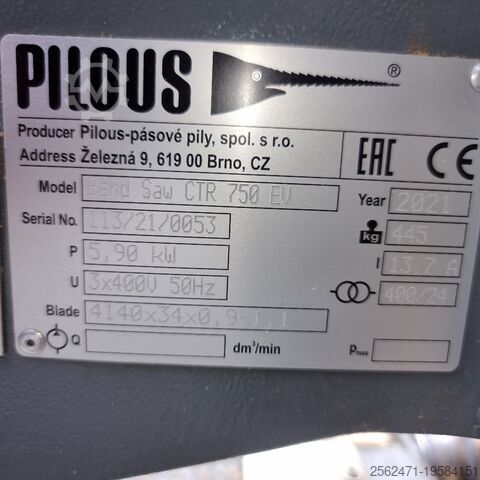 PILOUS ®
Producer Pilous-pásové pily, spol. s r.o.
Address Železná 9, 619 00 Brno, CZ
EAC CE
Model Band Saw CTR 750 EV
Year 2021
Serial No. 113/21/0053
kg 445
P 5,90 kW
I 13.7 A
U 3x400V 50Hz
400/24
Blade 4140x34x0,9-1,1
Q dm³/min
pmax
2562471-19584151